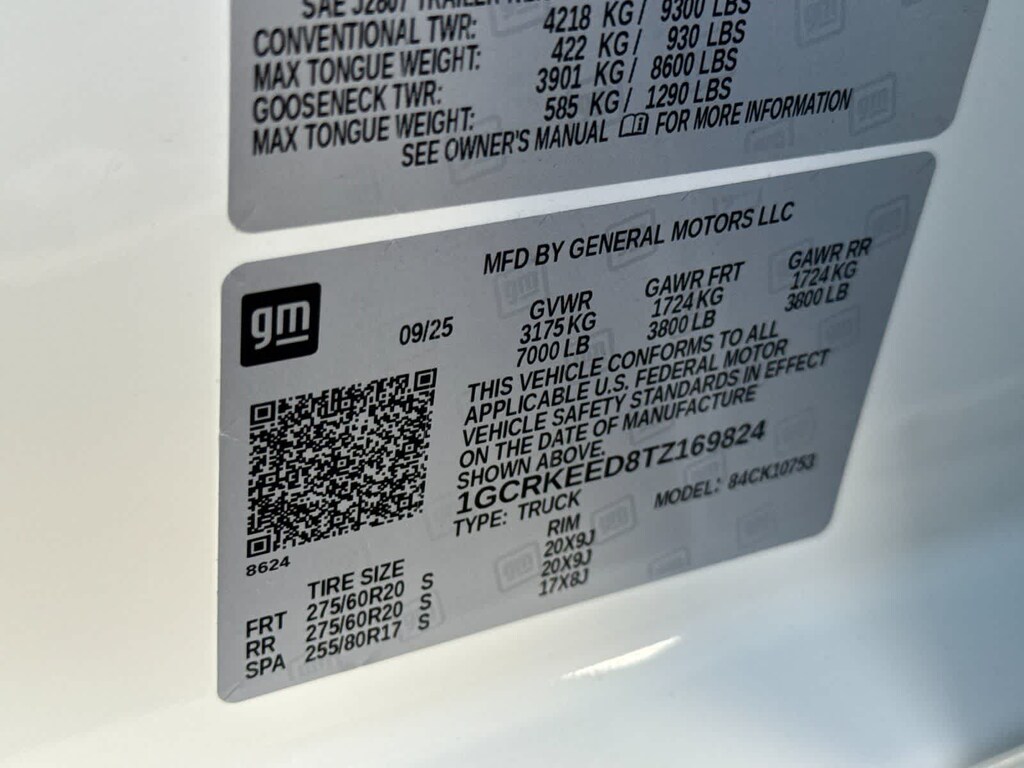 SAE J2807 TRAILER
CONVENTIONAL TWR: 4218 KG/ 9300 LBS
MAX TONGUE WEIGHT: 422 KG/ 930 LBS
GOOSENECK TWR: 3901 KG/ 8600 LBS
MAX TONGUE WEIGHT: 585 KG/ 1290 LBS
SEE OWNER'S MANUAL FOR MORE INFORMATION
MFD BY GENERAL MOTORS LLC
gm
09/25
GVWR GAWR FRT GAWR RR
3175 KG 1724 KG 1724 KG
7000 LB 3800 LB 3800 LB
THIS VEHICLE CONFORMS TO ALL
APPLICABLE U.S. FEDERAL MOTOR
VEHICLE SAFETY STANDARDS IN EFFECT
ON THE DATE OF MANUFACTURE
SHOWN ABOVE.
1GCRKEED8TZ169824
TYPE: TRUCK MODEL: 84CK10753
8624
TIRE SIZE RIM
FRT 275/60R20 S 20X9J
RR 275/60R20 S 20X9J
SPA 255/80R17 S 17X8J